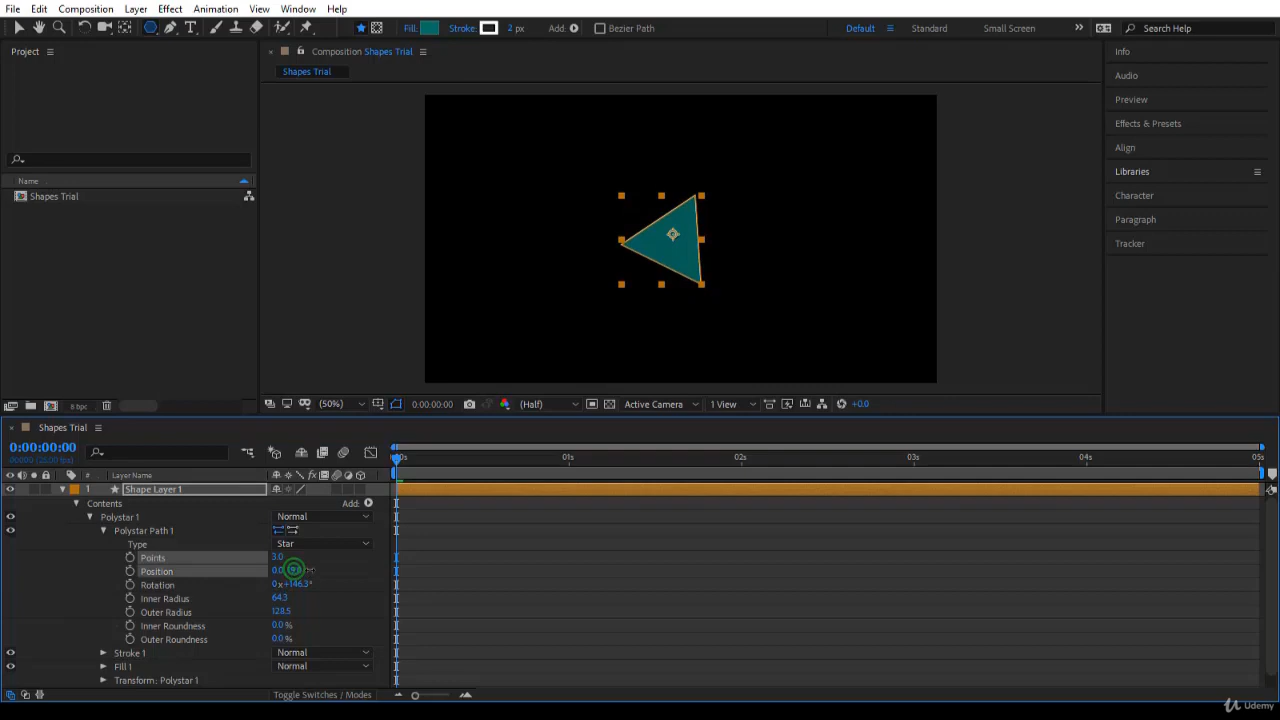 File Edit Composition Layer Effect Animation View Window Help
Fill: Stroke: 2 px Add: Bezier Path Default Standard Small Screen Search Help
Project Composition Shapes Trial Info
Shapes Trial
Audio
Preview
Effects & Presets
Align
Libraries
Name
Shapes Trial
Character
Paragraph
Tracker
8 bpc (50%) 0:00:00:00 (Half) Active Camera 1 View +0.0
Shapes Trial
0:00:00:00
# Layer Name 01s 02s 03s 04s 05s
1 Shape Layer 1
Contents Add:
Polystar 1 Normal
Polystar Path 1
Type Star
Points 3.0
Position 0.0
Rotation 0x+146.3°
Inner Radius 64.3
Outer Radius 128.5
Inner Roundness 0.0 %
Outer Roundness 0.0 %
Stroke 1 Normal
Fill 1 Normal
Transform: Polystar 1
Toggle Switches / Modes
Udemy